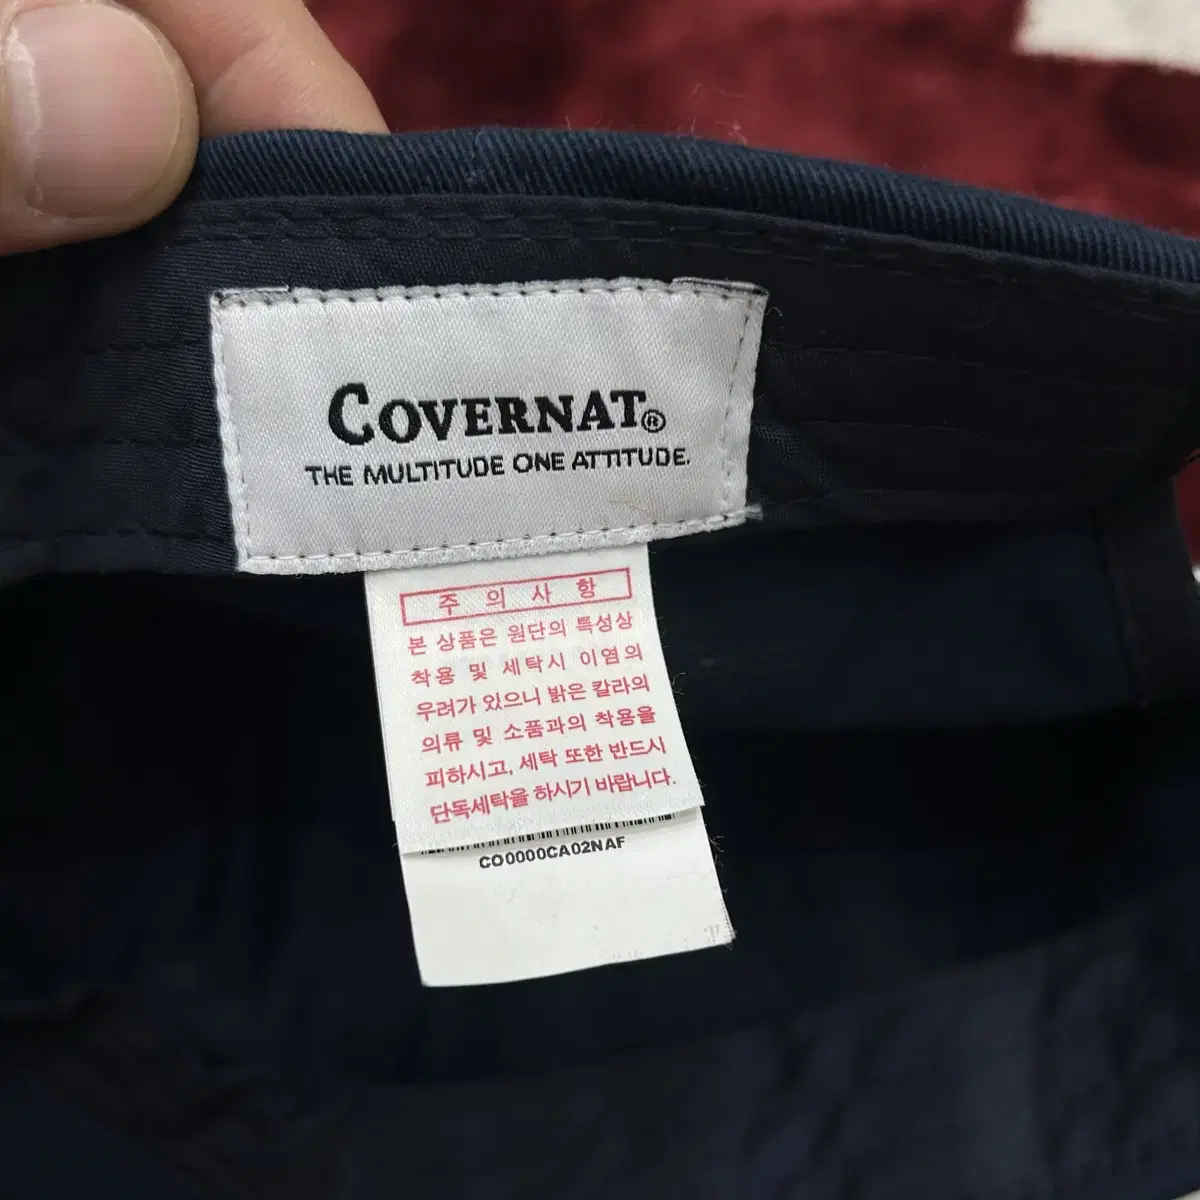 COVERNAT®
THE MULTITUDE ONE ATTITUDE.
주 의 사 항
본 상품은 원단의 특성상
착용 및 세탁시 이염의
우려가 있으니 밝은 칼라의
의류 및 소품과의 착용을
피하시고, 세탁 또한 반드시
단독세탁을 하시기 바랍니다.
CO0000CA02NAF